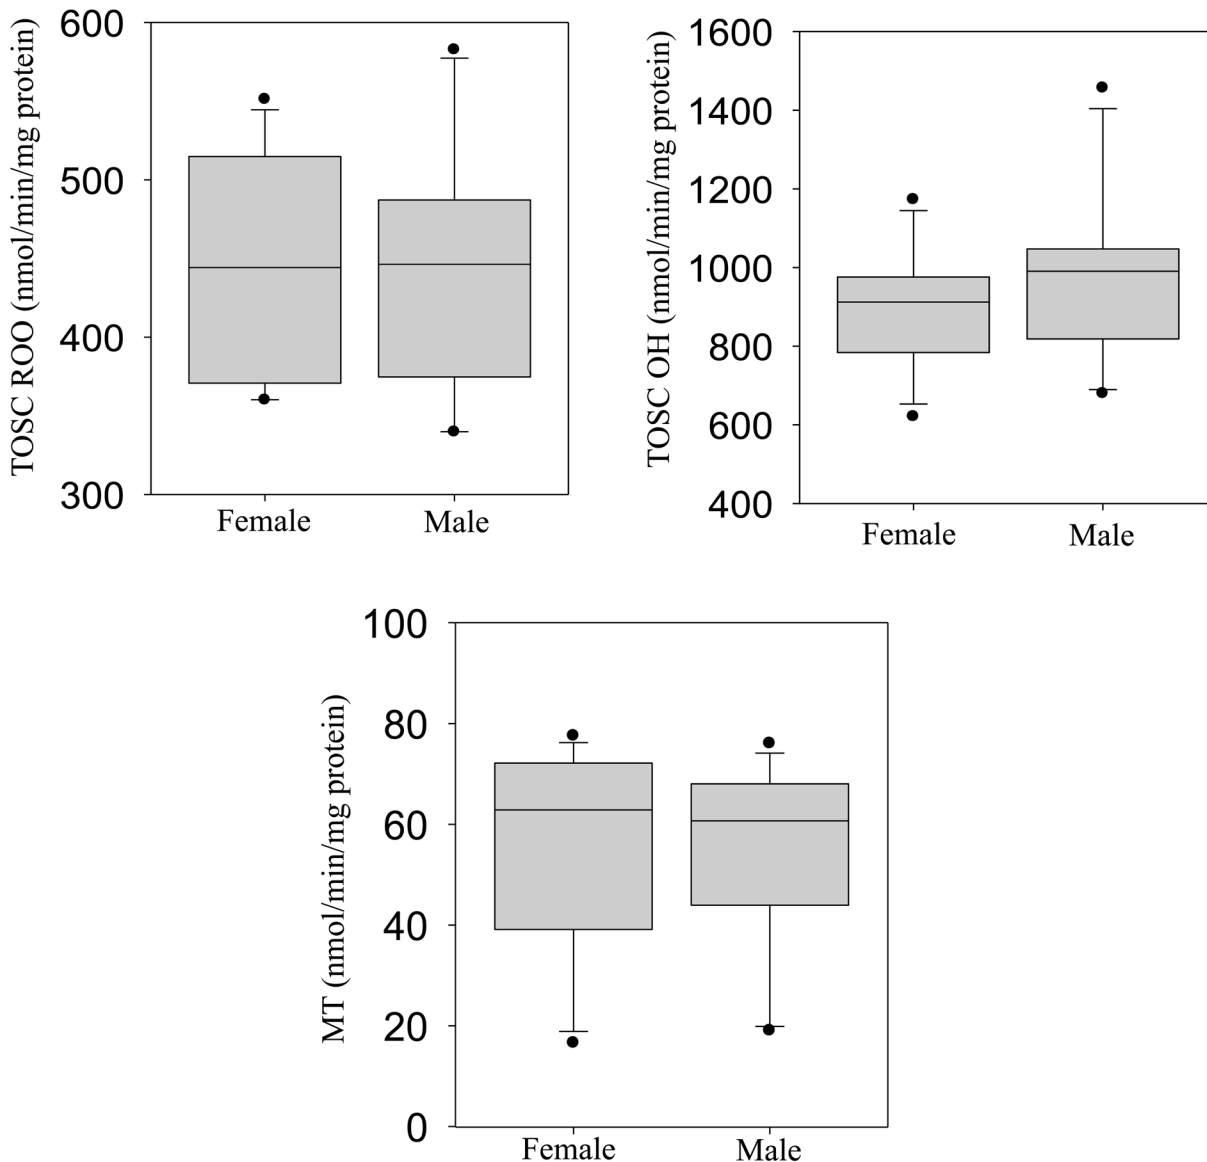 TOSC ROO (nmol/min/mg protein)
600
500
400
300
Female Male
TOSC OH (nmol/min/mg protein)
1600
1400
1200
1000
800
600
400
Female Male
MT (nmol/min/mg protein)
100
80
60
40
20
0
Female Male